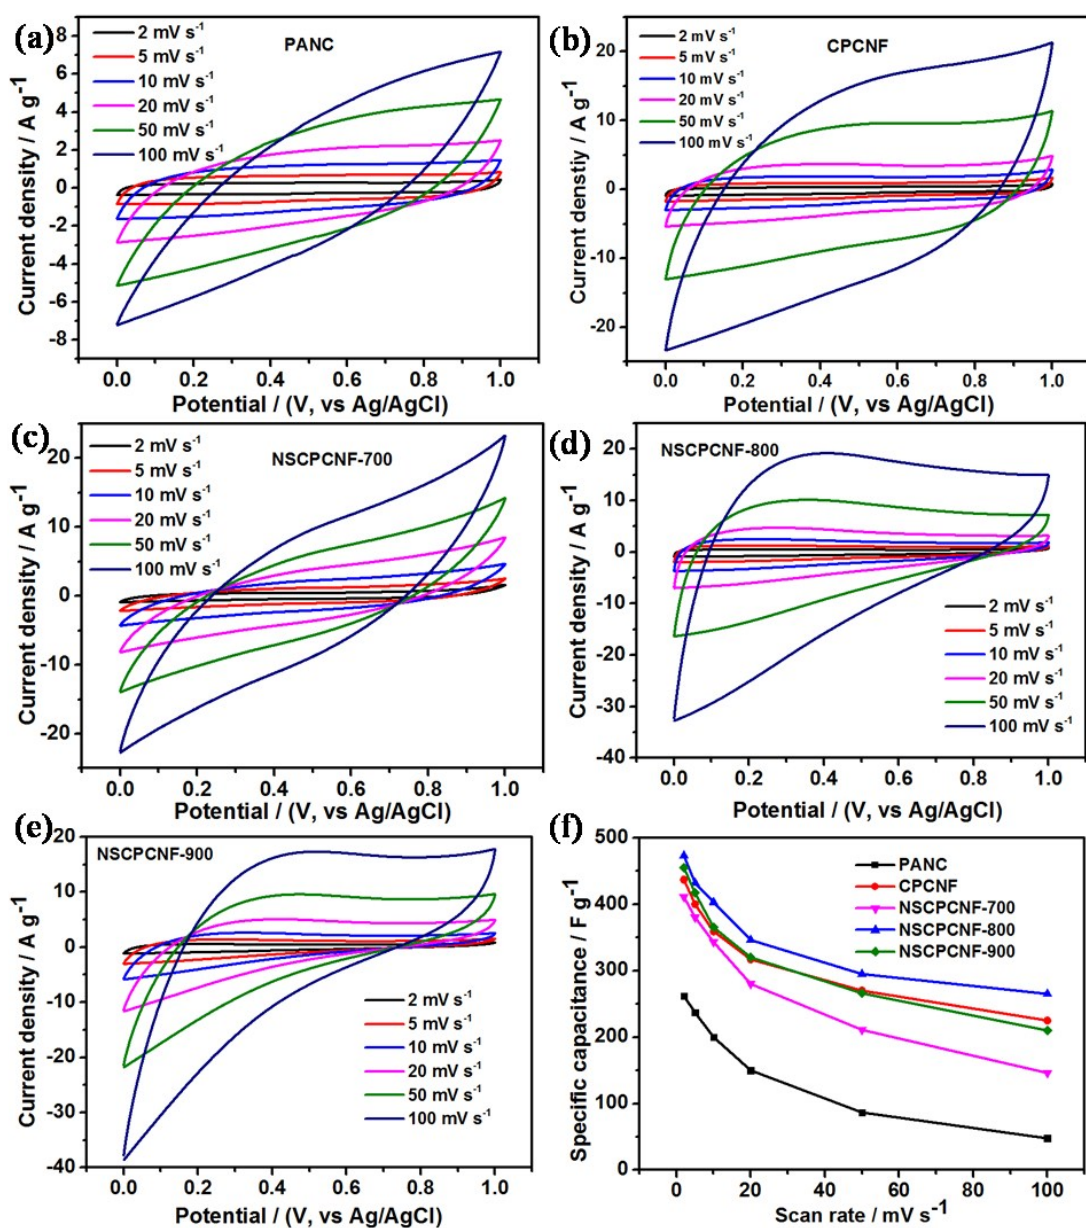 (a)
PANC
2 mV s⁻¹
5 mV s⁻¹
10 mV s⁻¹
20 mV s⁻¹
50 mV s⁻¹
100 mV s⁻¹
8
6
4
2
0
-2
-4
-6
-8
Current density / A g⁻¹
0.0 0.2 0.4 0.6 0.8 1.0
Potential / (V, vs Ag/AgCl)
(b)
CPCNF
2 mV s⁻¹
5 mV s⁻¹
10 mV s⁻¹
20 mV s⁻¹
50 mV s⁻¹
100 mV s⁻¹
20
10
0
-10
-20
Current density / A g⁻¹
0.0 0.2 0.4 0.6 0.8 1.0
Potential / (V, vs Ag/AgCl)
(c)
NSCPCNF-700
2 mV s⁻¹
5 mV s⁻¹
10 mV s⁻¹
20 mV s⁻¹
50 mV s⁻¹
100 mV s⁻¹
20
10
0
-10
-20
Current density / A g⁻¹
0.0 0.2 0.4 0.6 0.8 1.0
Potential / (V, vs Ag/AgCl)
(d)
NSCPCNF-800
20
10
0
-10
-20
-30
-40
Current density / A g⁻¹
2 mV s⁻¹
5 mV s⁻¹
10 mV s⁻¹
20 mV s⁻¹
50 mV s⁻¹
100 mV s⁻¹
0.0 0.2 0.4 0.6 0.8 1.0
Potential / (V, vs Ag/AgCl)
(e)
NSCPCNF-900
20
10
0
-10
-20
-30
-40
Current density / A g⁻¹
2 mV s⁻¹
5 mV s⁻¹
10 mV s⁻¹
20 mV s⁻¹
50 mV s⁻¹
100 mV s⁻¹
0.0 0.2 0.4 0.6 0.8 1.0
Potential / (V, vs Ag/AgCl)
(f)
PANC
CPCNF
NSCPCNF-700
NSCPCNF-800
NSCPCNF-900
500
400
300
200
100
0
Specific capacitance / F g⁻¹
0 20 40 60 80 100
Scan rate / mV s⁻¹